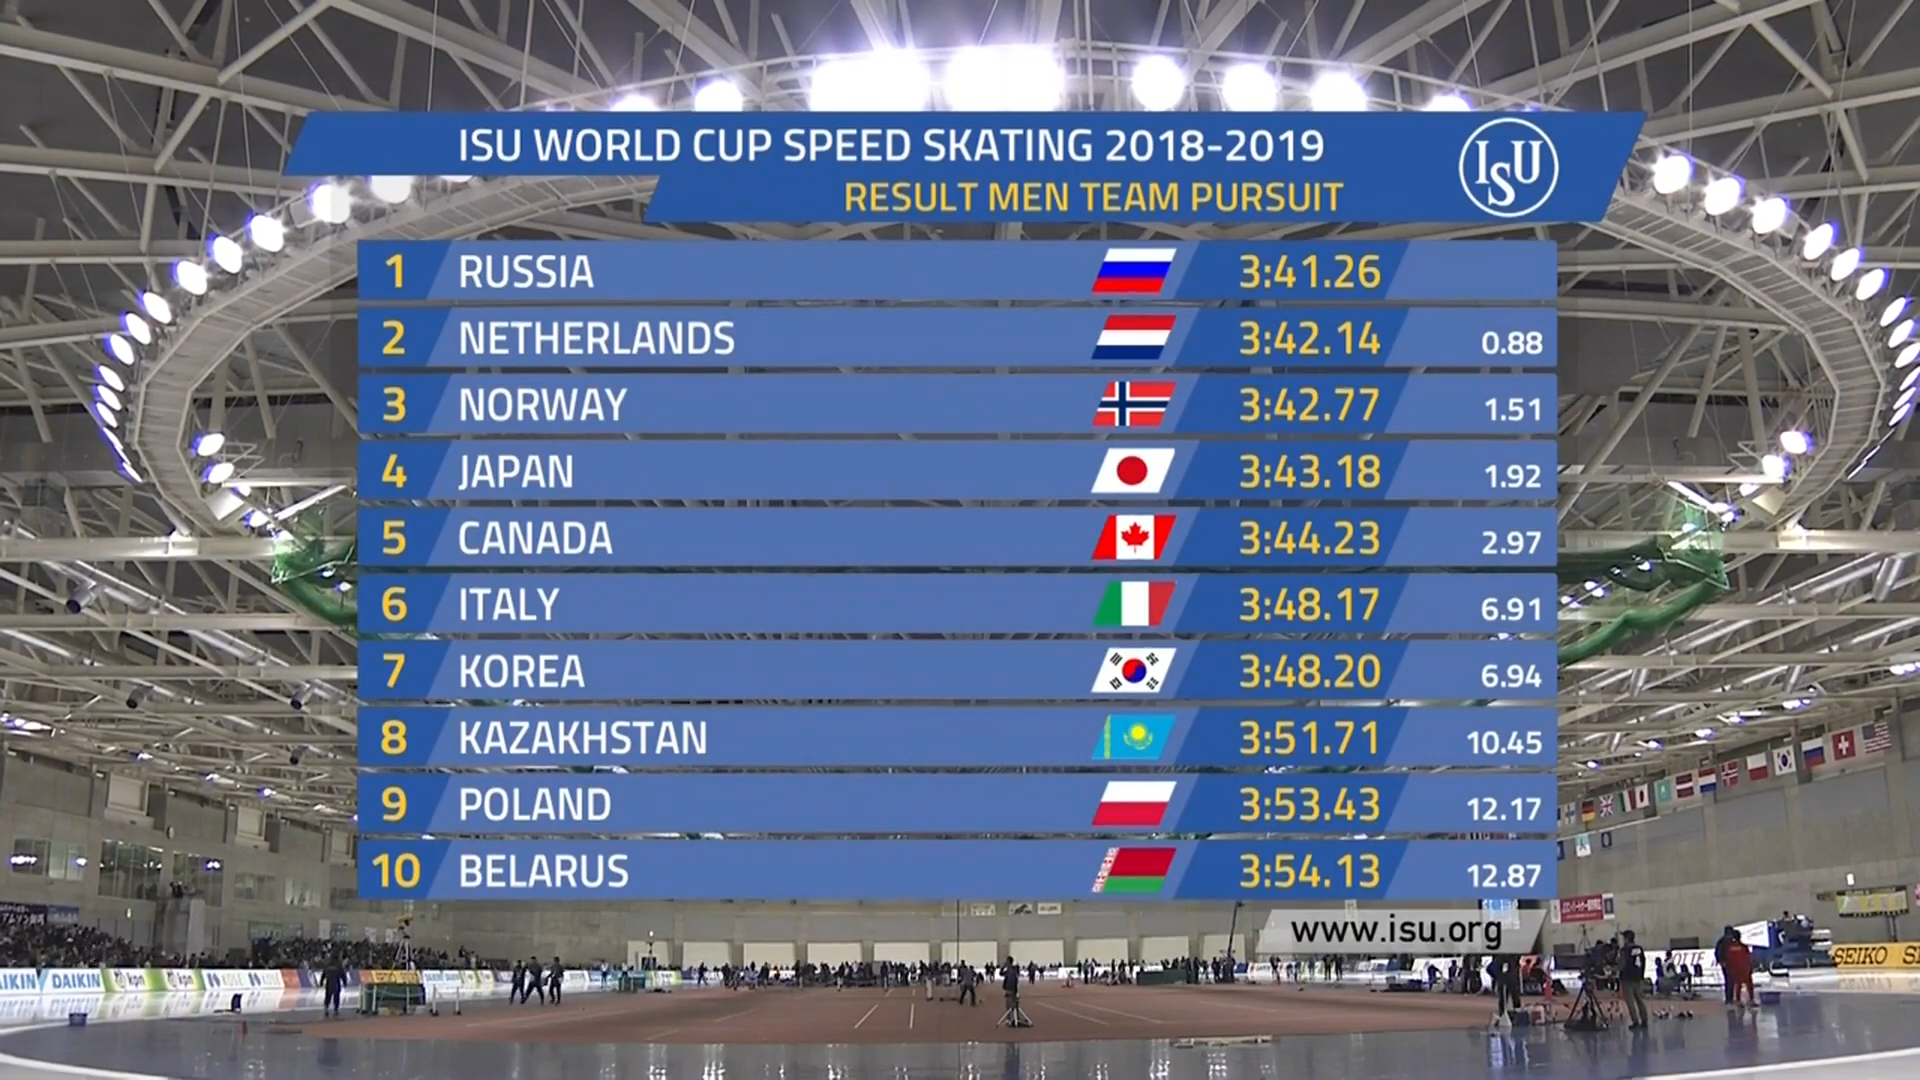 ISU WORLD CUP SPEED SKATING 2018-2019
ISU
RESULT MEN TEAM PURSUIT
1 RUSSIA 3:41.26
2 NETHERLANDS 3:42.14 0.88
3 NORWAY 3:42.77 1.51
4 JAPAN 3:43.18 1.92
5 CANADA 3:44.23 2.97
6 ITALY 3:48.17 6.91
7 KOREA 3:48.20 6.94
8 KAZAKHSTAN 3:51.71 10.45
9 POLAND 3:53.43 12.17
10 BELARUS 3:54.13 12.87
www.isu.org
DAIKIN kpn kpn
SEIKO